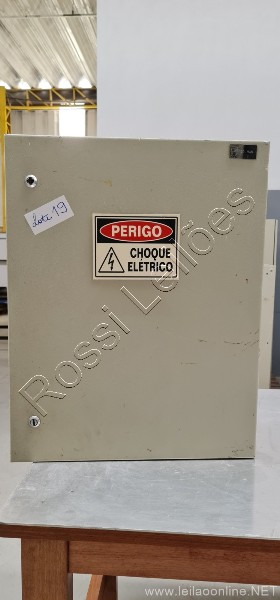 Lote 19
PERIGO
CHOQUE
ELÉTRICO
Rossi Leilões
www.leilaoonline.NET